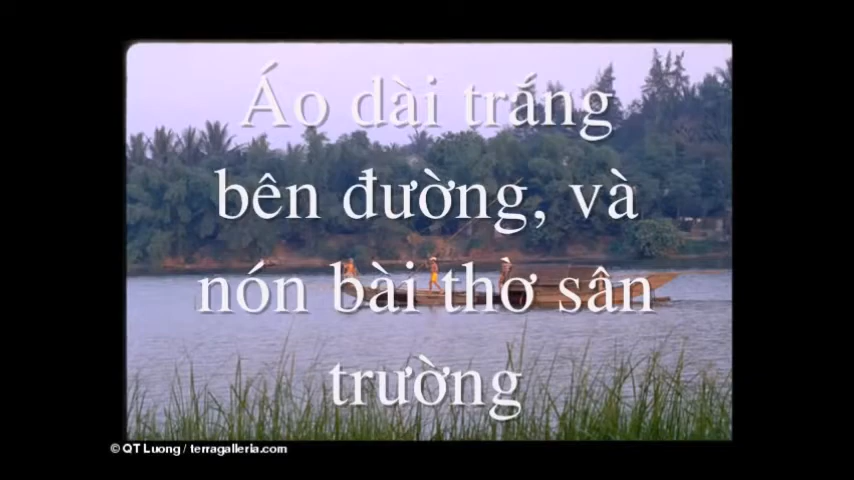 Áo dài trắng
bên đường, và
nón bài thơ sân
trường
© QT Luong / terragalleria.com